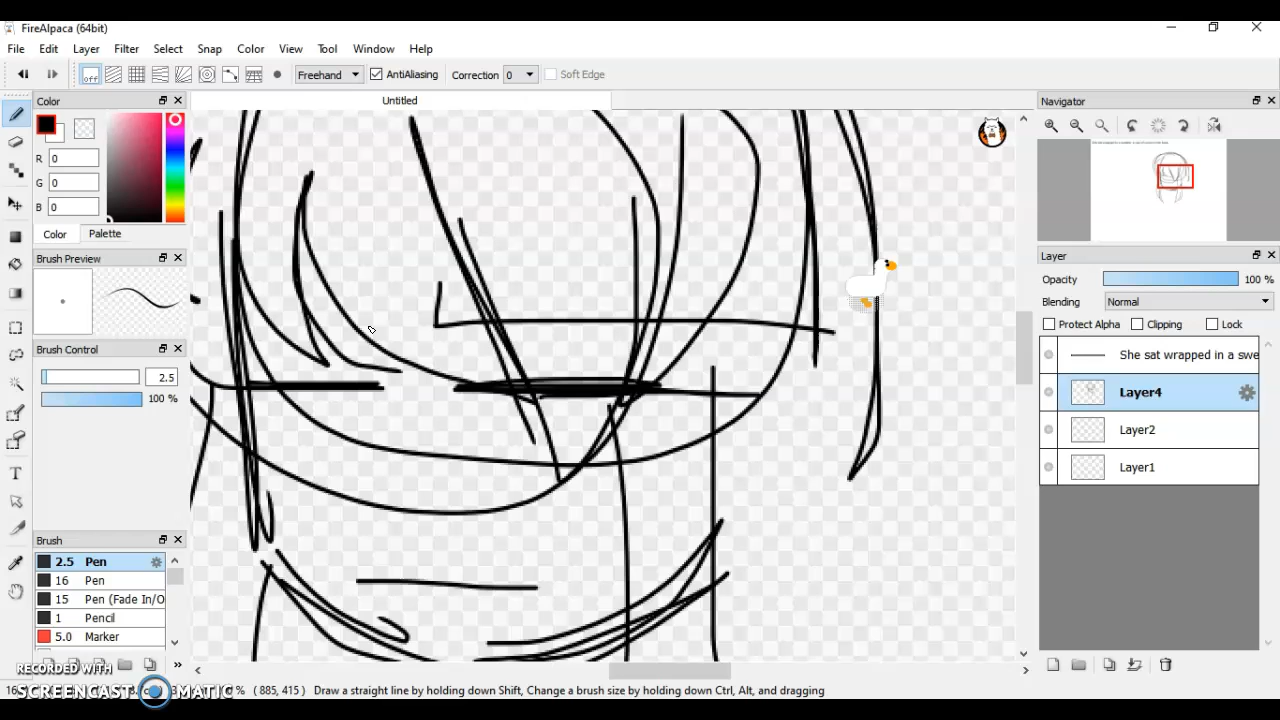 FireAlpaca (64bit)
File Edit Layer Filter Select Snap Color View Tool Window Help
off Freehand AntiAliasing Correction 0 Soft Edge
Color Untitled Navigator
R 0
G 0
B 0
Color Palette
Brush Preview
Layer
Opacity 100 %
Blending Normal
Protect Alpha Clipping Lock
Brush Control
2.5
100 %
She sat wrapped in a swe
Layer4
Layer2
Layer1
Brush
2.5 Pen
16 Pen
15 Pen (Fade In/O
1 Pencil
5.0 Marker
RECORDED WITH
SCREENCAST MATIC
% ( 885, 415 ) Draw a straight line by holding down Shift, Change a brush size by holding down Ctrl, Alt, and dragging